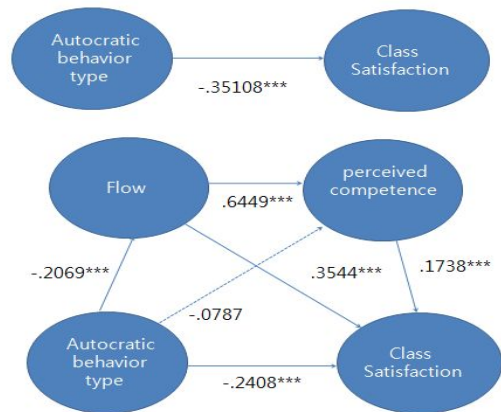 Autocratic
behavior
type
Class
Satisfaction
-.35108***
Flow
perceived
competence
.6449***
-.2069***
.3544***
.1738***
-.0787
Autocratic
behavior
type
Class
Satisfaction
-.2408***